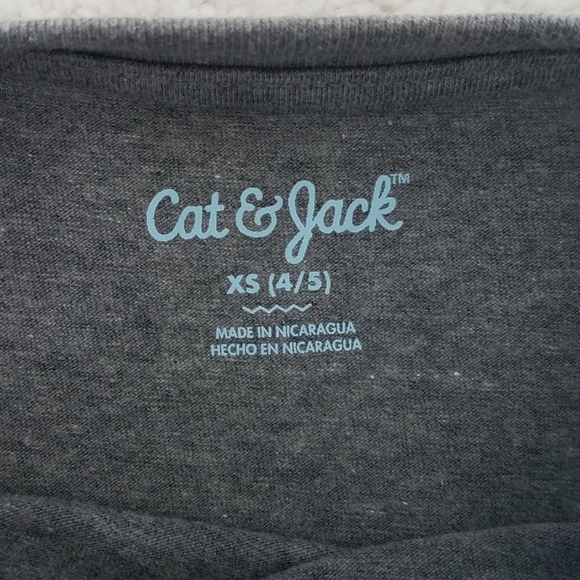 Cat & Jack™
XS (4/5)
MADE IN NICARAGUA
HECHO EN NICARAGUA